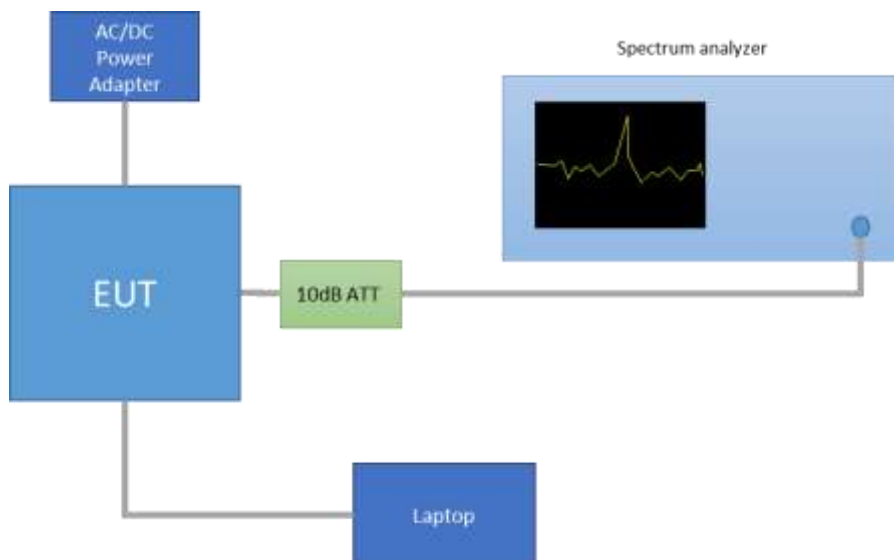 AC/DC
Power
Adapter
Spectrum analyzer
EUT
10dB ATT
Laptop